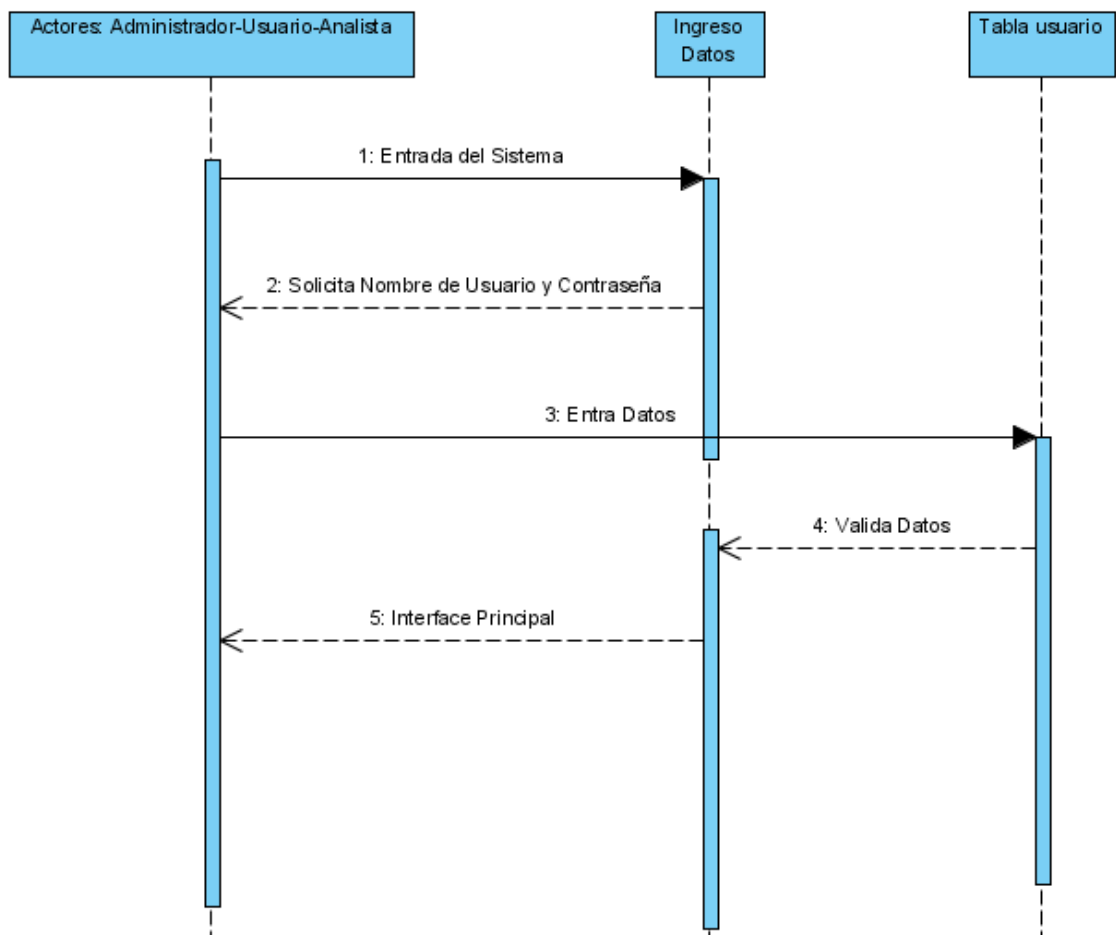 Actores: Administrador-Usuario-Analista
Ingreso
Datos
Tabla usuario
1: Entrada del Sistema
2: Solicita Nombre de Usuario y Contraseña
3: Entra Datos
4: Valida Datos
5: Interface Principal